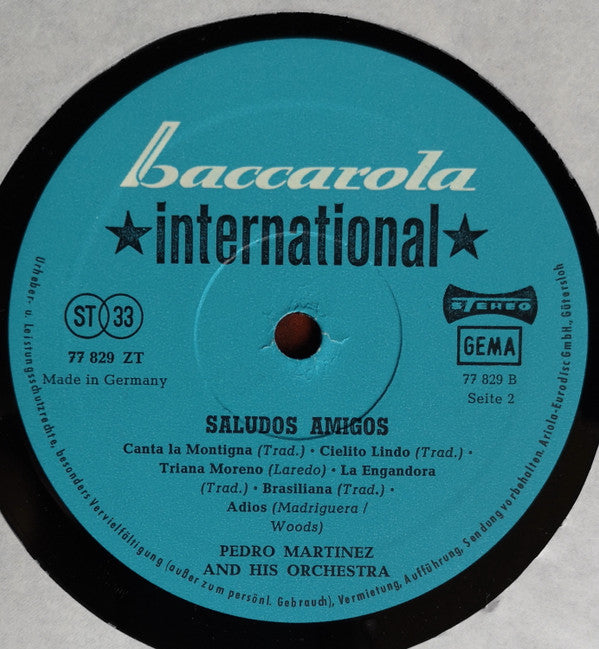 baccarola
★international★
ST 33
STEREO
77 829 ZT
GEMA
Made in Germany
77 829 B
Seite 2
SALUDOS AMIGOS
Canta la Montigna (Trad.) · Cielito Lindo (Trad.) ·
Triana Moreno (Laredo) · La Engandora
(Trad.) · Brasiliana (Trad.) ·
Adios (Madriguera /
Woods)
PEDRO MARTINEZ
AND HIS ORCHESTRA
Urheber- u. Leistungsschutzrechte, besonders Vervielfältigung (außer zum persönl. Gebrauch), Vermietung, Aufführung, Sendung vorbehalten. Ariola-Eurodisc GmbH., Gütersloh